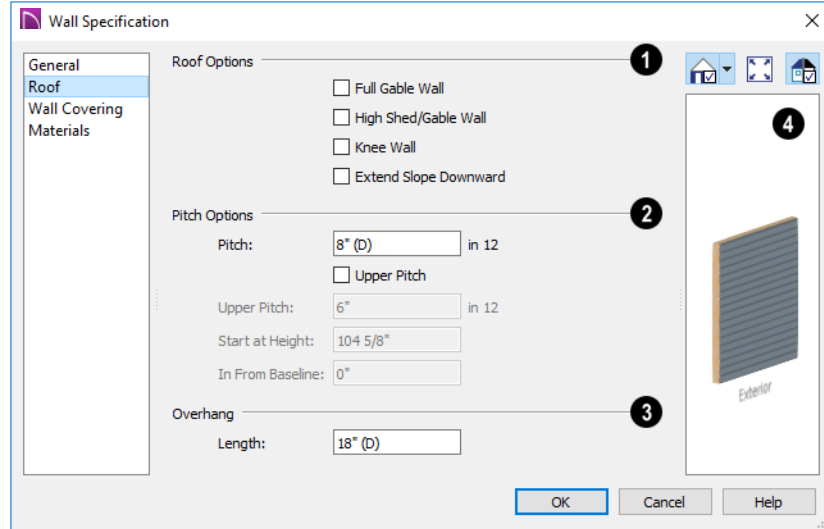 Wall Specification
General
Roof
Wall Covering
Materials
Roof Options 1
Full Gable Wall
High Shed/Gable Wall
Knee Wall
Extend Slope Downward
Pitch Options 2
Pitch: 8" (D) in 12
Upper Pitch
Upper Pitch: 6" in 12
Start at Height: 104 5/8"
In From Baseline: 0"
Overhang 3
Length: 18" (D)
4
Exterior
OK Cancel Help